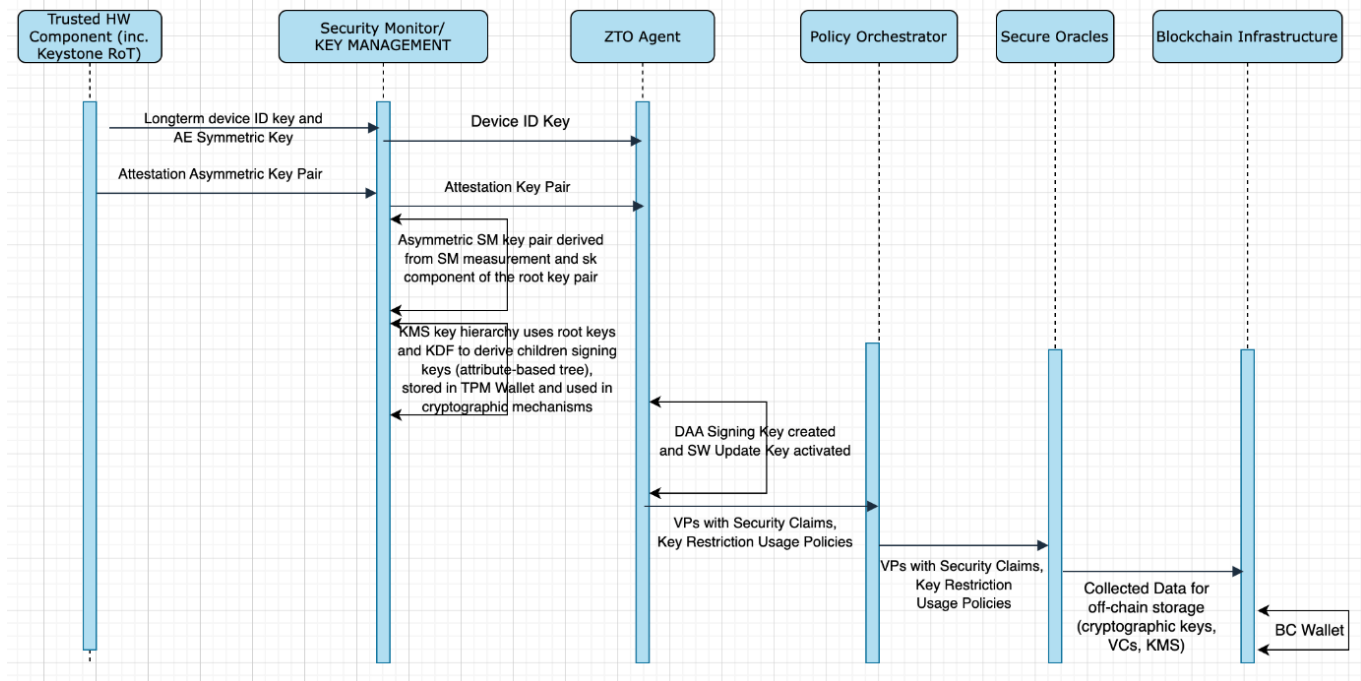 Trusted HW
Component (inc.
Keystone RoT)
Security Monitor/
KEY MANAGEMENT
ZTO Agent
Policy Orchestrator
Secure Oracles
Blockchain Infrastructure
Longterm device ID key and
AE Symmetric Key
Device ID Key
Attestation Asymmetric Key Pair
Attestation Key Pair
Asymmetric SM key pair derived
from SM measurement and sk
component of the root key pair
KMS key hierarchy uses root keys
and KDF to derive children signing
keys (attribute-based tree),
stored in TPM Wallet and used in
cryptographic mechanisms
DAA Signing Key created
and SW Update Key activated
VPs with Security Claims,
Key Restriction Usage Policies
VPs with Security Claims,
Key Restriction
Usage Policies
Collected Data for
off-chain storage
(cryptographic keys,
VCs, KMS)
BC Wallet